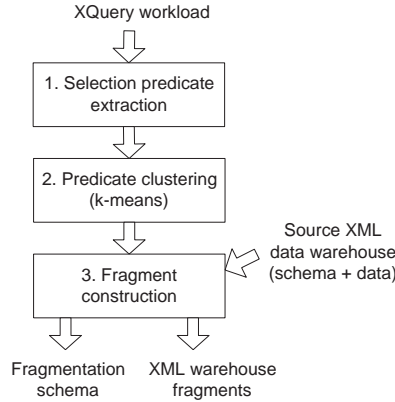 XQuery workload
1. Selection predicate
extraction
2. Predicate clustering
(k-means)
Source XML
data warehouse
(schema + data)
3. Fragment
construction
Fragmentation
schema
XML warehouse
fragments